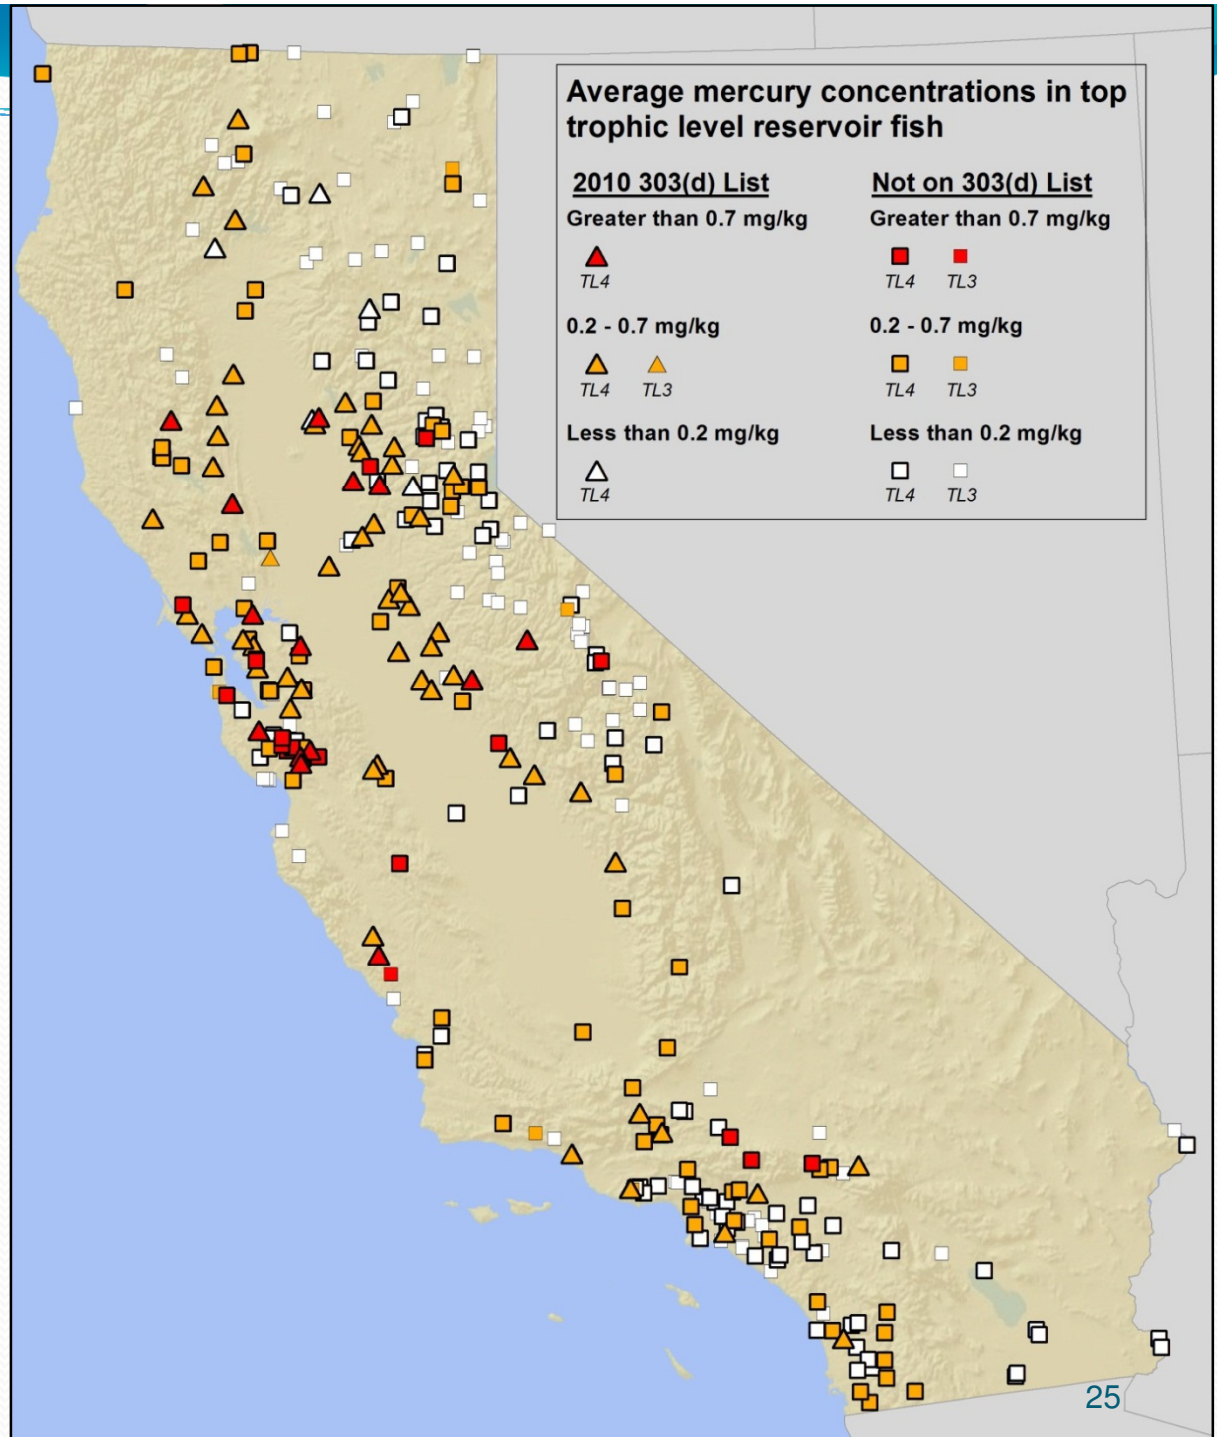 Average mercury concentrations in top
trophic level reservoir fish
2010 303(d) List
Not on 303(d) List
Greater than 0.7 mg/kg
Greater than 0.7 mg/kg
TL4
TL4 TL3
0.2 - 0.7 mg/kg
0.2 - 0.7 mg/kg
TL4 TL3
TL4 TL3
Less than 0.2 mg/kg
Less than 0.2 mg/kg
TL4
TL4 TL3
25